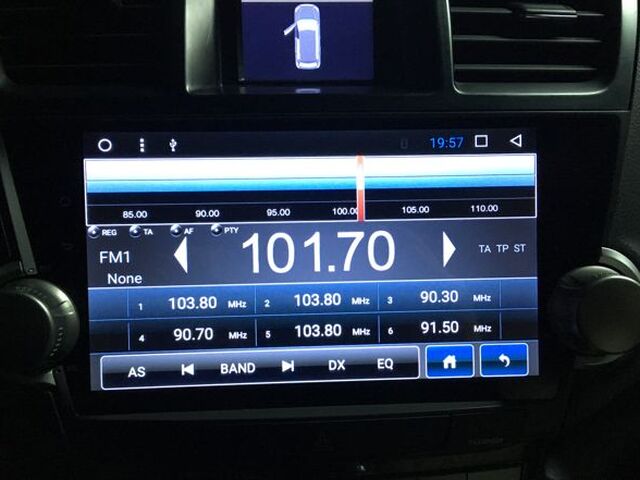 19:57
85.00 90.00 95.00 100.00 105.00 110.00
REG TA AF PTY
FM1 101.70 TA TP ST
None
1 103.80 MHz 2 103.80 MHz 3 90.30 MHz
4 90.70 MHz 5 103.80 MHz 6 91.50 MHz
AS BAND DX EQ